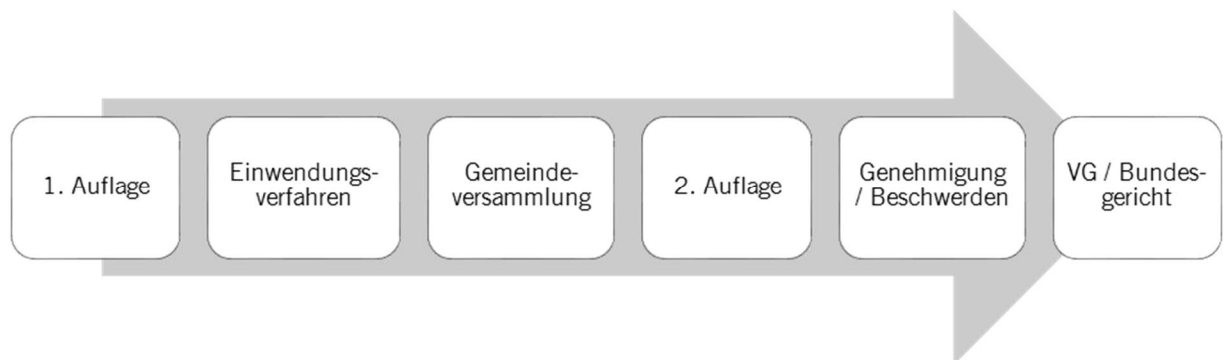 1. Auflage
Einwendungs-
verfahren
Gemeinde-
versammlung
2. Auflage
Genehmigung
/ Beschwerden
VG / Bundes-
gericht